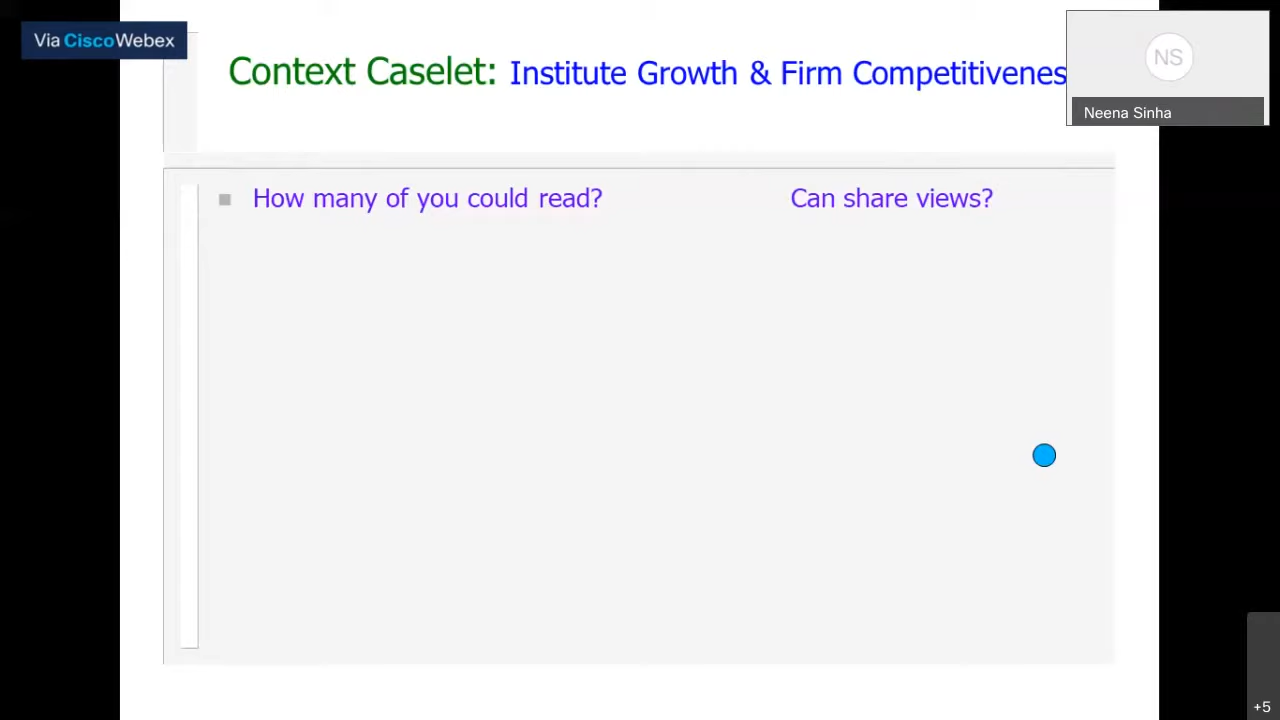 Via CiscoWebex
Context Caselet: Institute Growth & Firm Competitivenes
NS
Neena Sinha
How many of you could read? Can share views?
+5